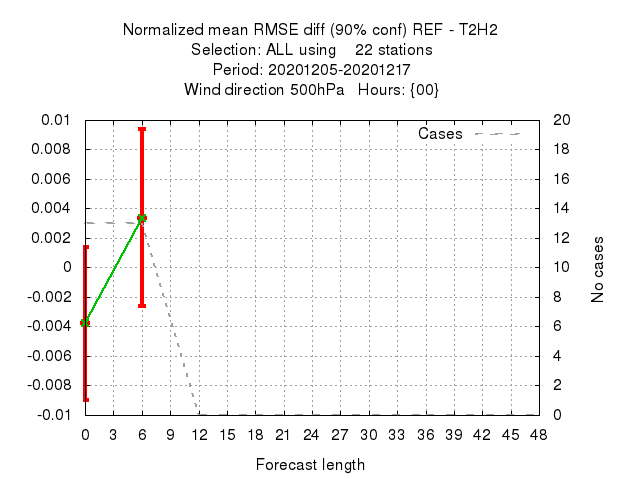 Normalized mean RMSE diff (90% conf) REF - T2H2
Selection: ALL using    22 stations
Period: 20201205-20201217
Wind direction 500hPa   Hours: {00}
0.01 20
Cases
0.008 18
0.006 16
0.004 14
0.002 12
0 10
-0.002 8
-0.004 6
-0.006 4
-0.008 2
-0.01 0
No cases
0 3 6 9 12 15 18 21 24 27 30 33 36 39 42 45 48
Forecast length